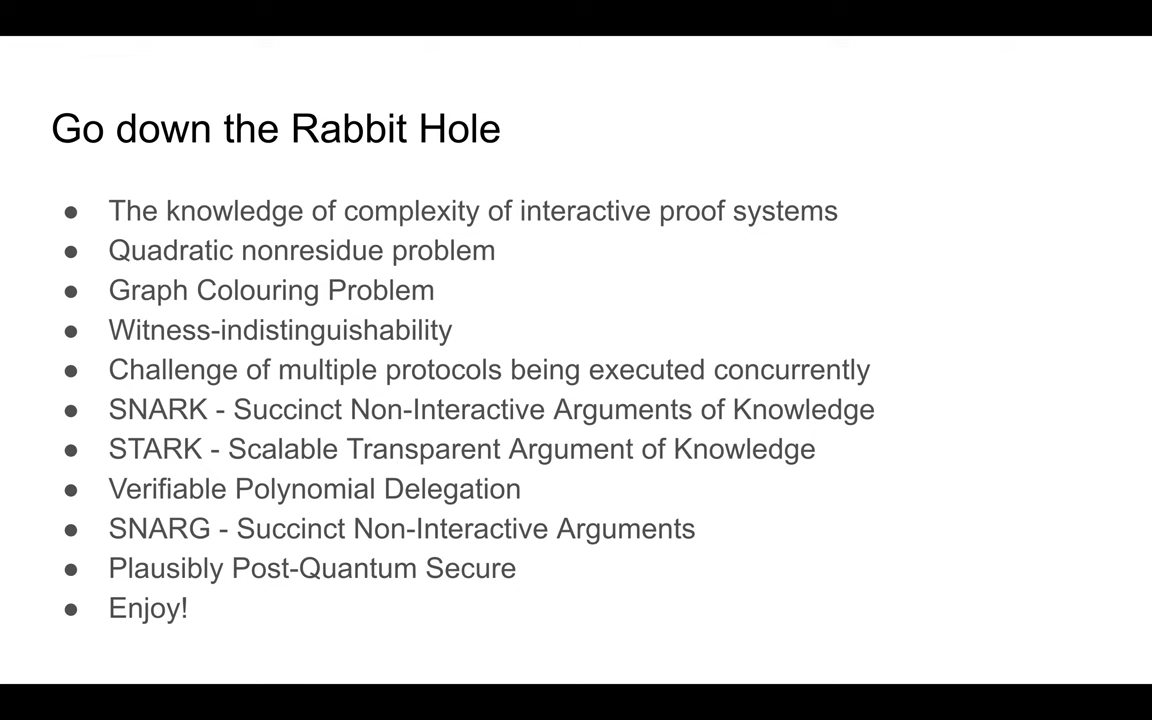 Go down the Rabbit Hole
● The knowledge of complexity of interactive proof systems
● Quadratic nonresidue problem
● Graph Colouring Problem
● Witness-indistinguishability
● Challenge of multiple protocols being executed concurrently
● SNARK - Succinct Non-Interactive Arguments of Knowledge
● STARK - Scalable Transparent Argument of Knowledge
● Verifiable Polynomial Delegation
● SNARG - Succinct Non-Interactive Arguments
● Plausibly Post-Quantum Secure
● Enjoy!